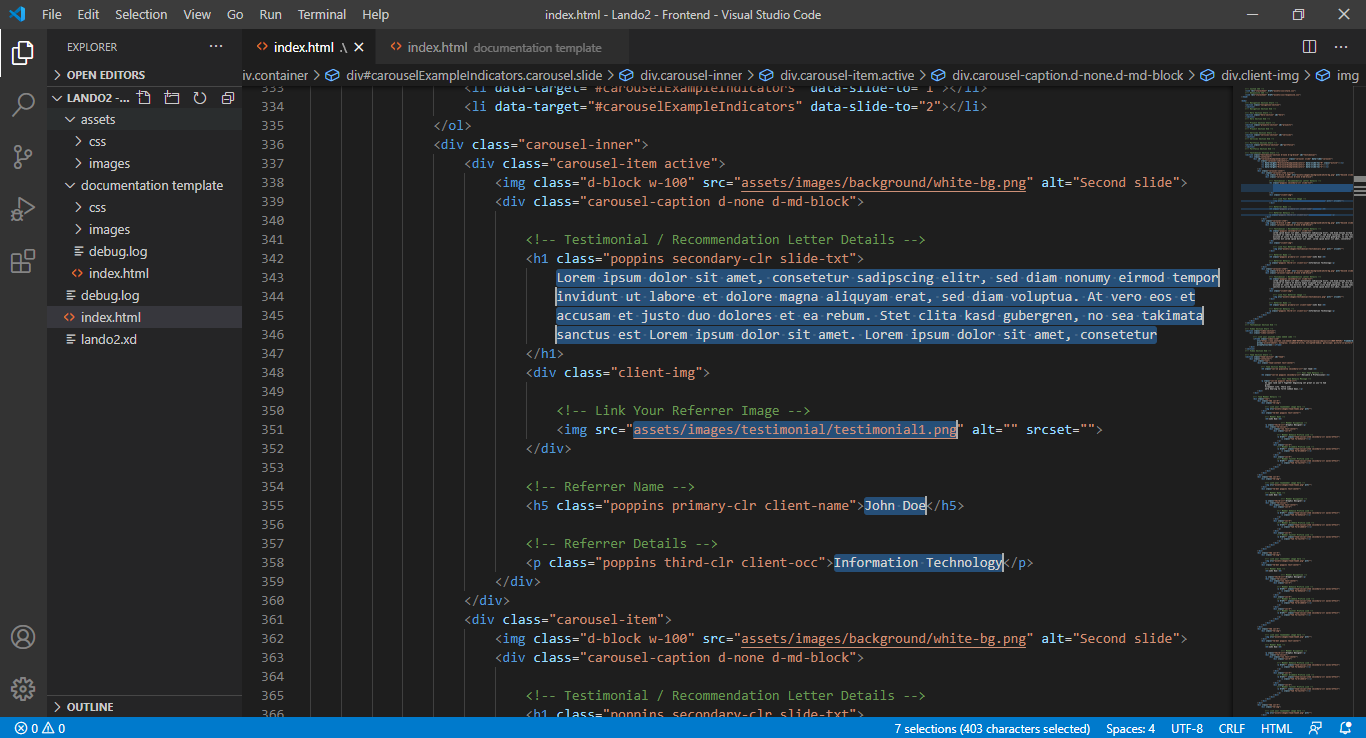 File Edit Selection View Go Run Terminal Help index.html - Lando2 - Frontend - Visual Studio Code
EXPLORER ···
index.html .\ index.html documentation template
OPEN EDITORS
iv.container > div#carouselExampleIndicators.carousel.slide > div.carousel-inner > div.carousel-item.active > div.carousel-caption.d-none.d-md-block > div.client-img > img
LANDO2 -...
assets
css
images
documentation template
css
images
debug.log
index.html
debug.log
index.html
lando2.xd
OUTLINE
333 <li data-target="#carouselExampleIndicators" data-slide-to="1"></li>
334 <li data-target="#carouselExampleIndicators" data-slide-to="2"></li>
335 </ol>
336 <div class="carousel-inner">
337 <div class="carousel-item active">
338 <img class="d-block w-100" src="assets/images/background/white-bg.png" alt="Second slide">
339 <div class="carousel-caption d-none d-md-block">
340
341 <!-- Testimonial / Recommendation Letter Details -->
342 <h1 class="poppins secondary-clr slide-txt">
343 Lorem ipsum dolor sit amet, consetetur sadipscing elitr, sed diam nonumy eirmod tempor
344 invidunt ut labore et dolore magna aliquyam erat, sed diam voluptua. At vero eos et
345 accusam et justo duo dolores et ea rebum. Stet clita kasd gubergren, no sea takimata
346 sanctus est Lorem ipsum dolor sit amet. Lorem ipsum dolor sit amet, consetetur
347 </h1>
348 <div class="client-img">
349
350 <!-- Link Your Referrer Image -->
351 <img src="assets/images/testimonial/testimonial1.png" alt="" srcset="">
352 </div>
353
354 <!-- Referrer Name -->
355 <h5 class="poppins primary-clr client-name">John Doe</h5>
356
357 <!-- Referrer Details -->
358 <p class="poppins third-clr client-occ">Information Technology</p>
359 </div>
360 </div>
361 <div class="carousel-item">
362 <img class="d-block w-100" src="assets/images/background/white-bg.png" alt="Second slide">
363 <div class="carousel-caption d-none d-md-block">
364
365 <!-- Testimonial / Recommendation Letter Details -->
366 <h1 class="poppins secondary-clr slide-txt">
0 0 7 selections (403 characters selected) Spaces: 4 UTF-8 CRLF HTML